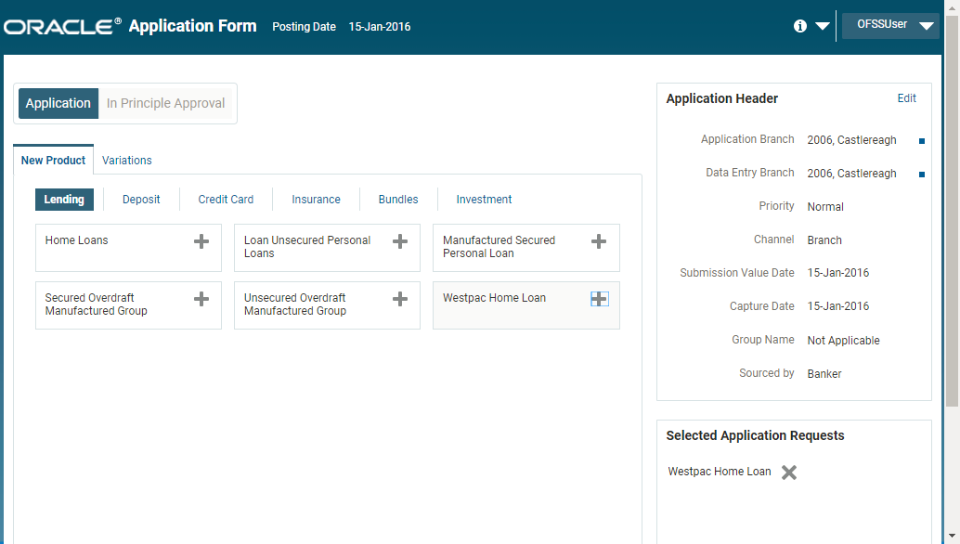 ORACLE® Application Form Posting Date 15-Jan-2016
OFSSUser
Application In Principle Approval
New Product Variations
Lending Deposit Credit Card Insurance Bundles Investment
Home Loans
Loan Unsecured Personal
Loans
Manufactured Secured
Personal Loan
Secured Overdraft
Manufactured Group
Unsecured Overdraft
Manufactured Group
Westpac Home Loan
Application Header Edit
Application Branch 2006, Castlereagh
Data Entry Branch 2006, Castlereagh
Priority Normal
Channel Branch
Submission Value Date 15-Jan-2016
Capture Date 15-Jan-2016
Group Name Not Applicable
Sourced by Banker
Selected Application Requests
Westpac Home Loan